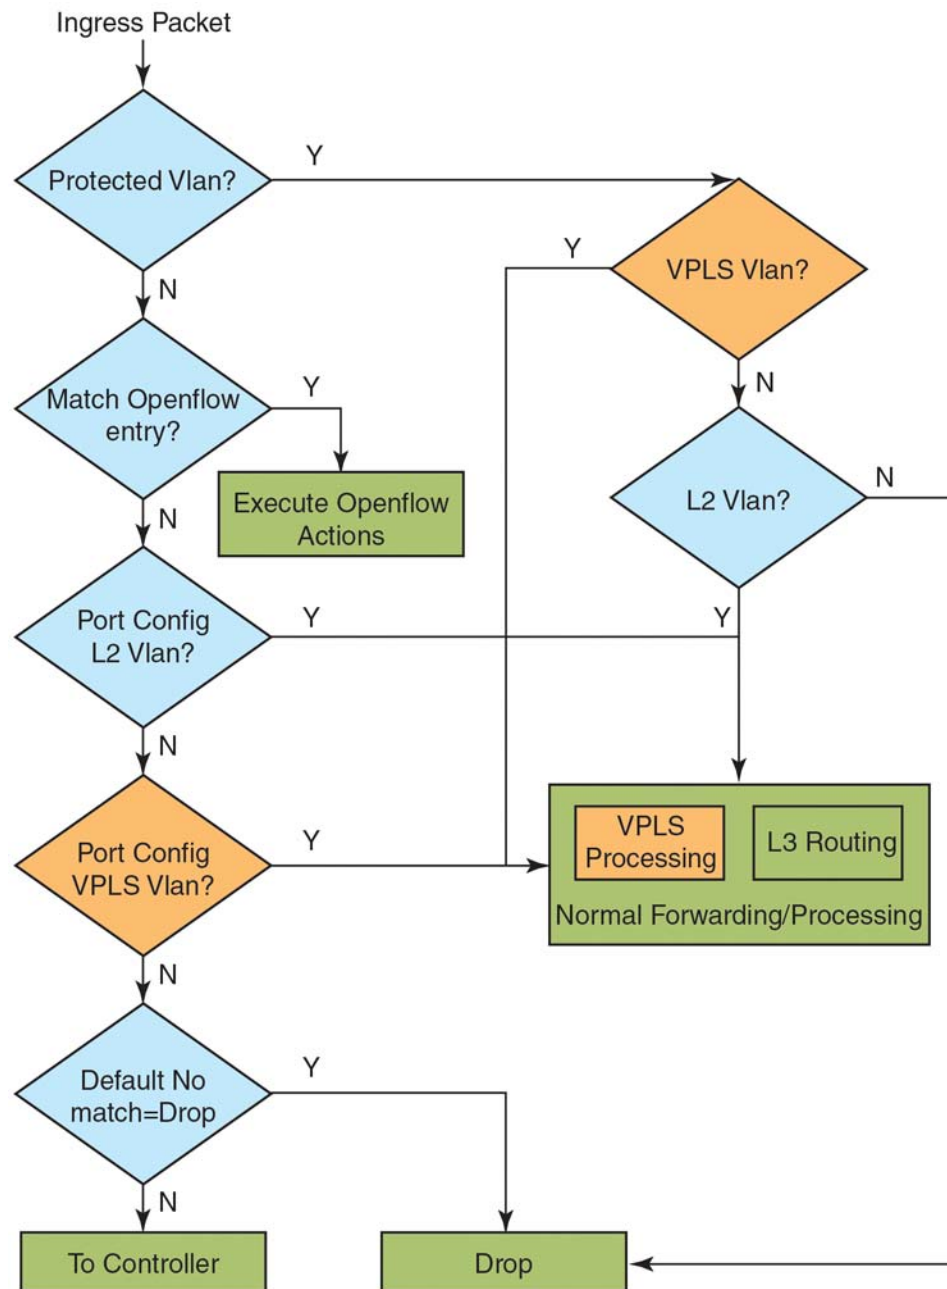 Ingress Packet
Protected Vlan?
Y
N
VPLS Vlan?
Y
N
Match Openflow
entry?
Y
N
Execute Openflow
Actions
L2 Vlan?
N
Y
Port Config
L2 Vlan?
Y
N
Port Config
VPLS Vlan?
Y
N
VPLS
Processing
L3 Routing
Normal Forwarding/Processing
Default No
match=Drop
Y
N
To Controller
Drop